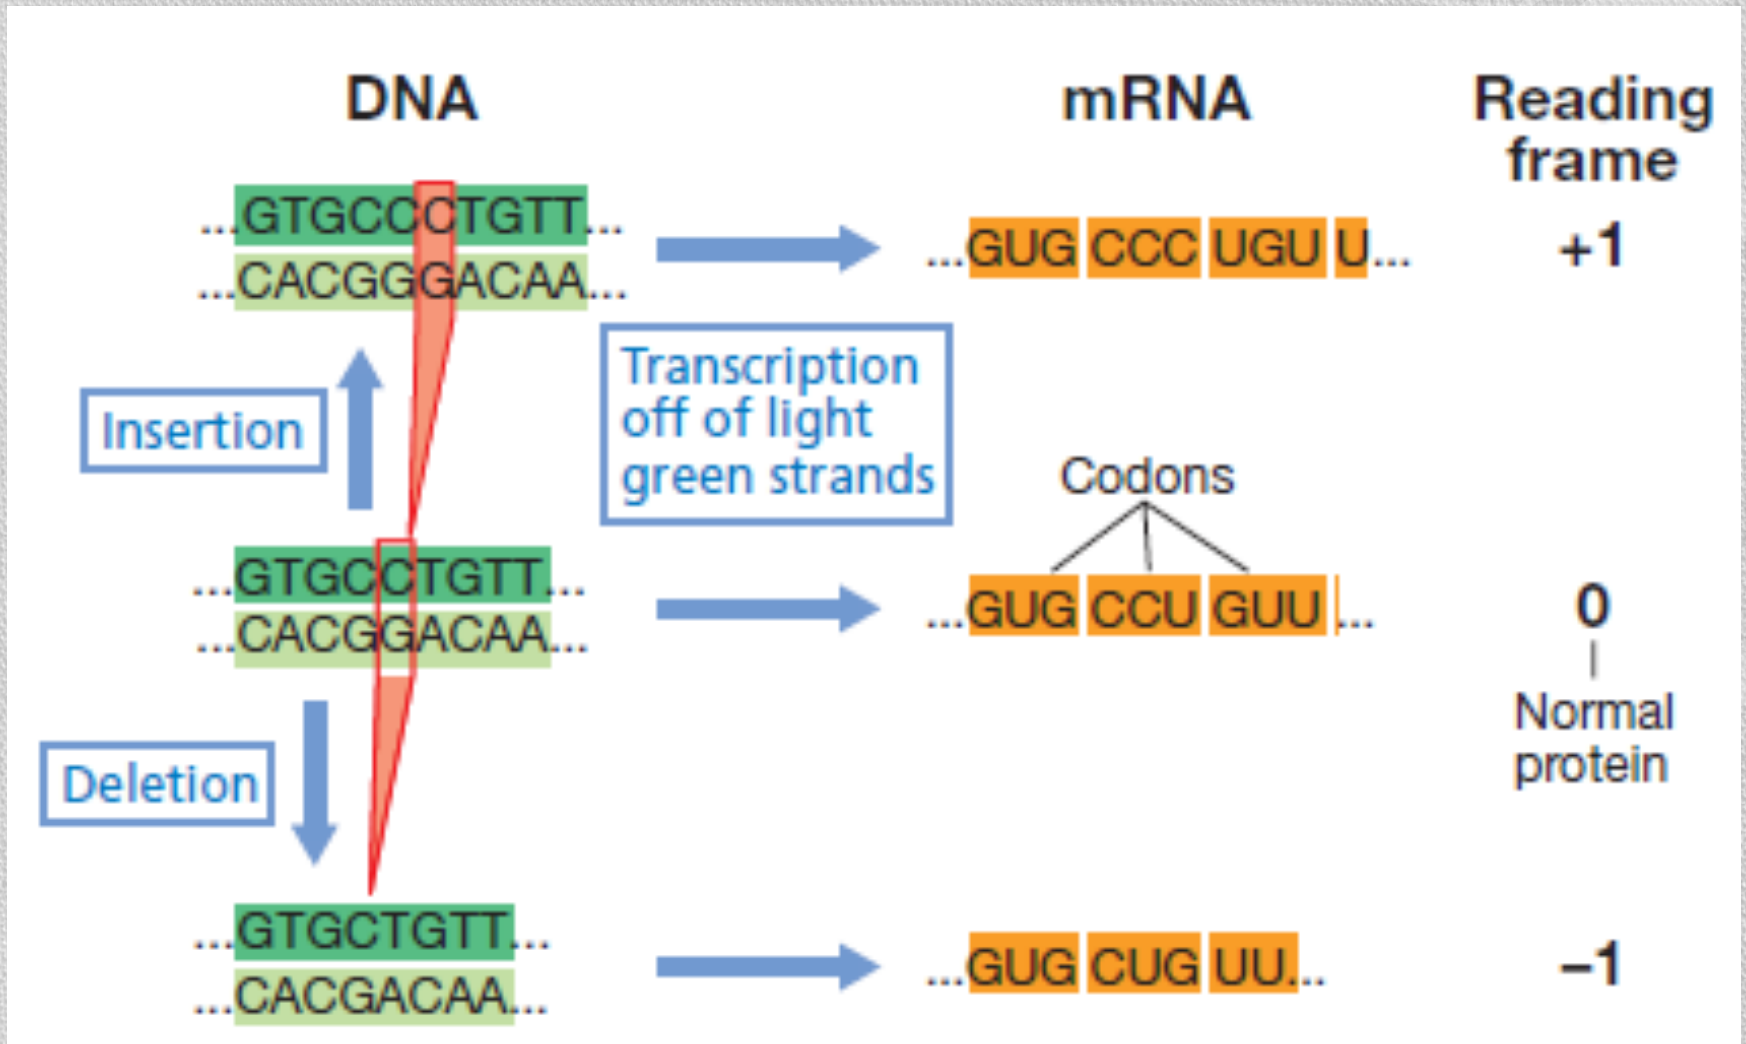 DNA
mRNA
Reading
frame
...GTGCCCTGTT...
...CACGGGACAA...
...GUG CCC UGU U...
+1
Insertion
Transcription
off of light
green strands
Codons
...GTGCCTGTT...
...CACGGACAA...
...GUG CCU GUU ...
0
Normal
protein
Deletion
...GTGCTGTT...
...CACGACAA...
...GUG CUG UU...
–1